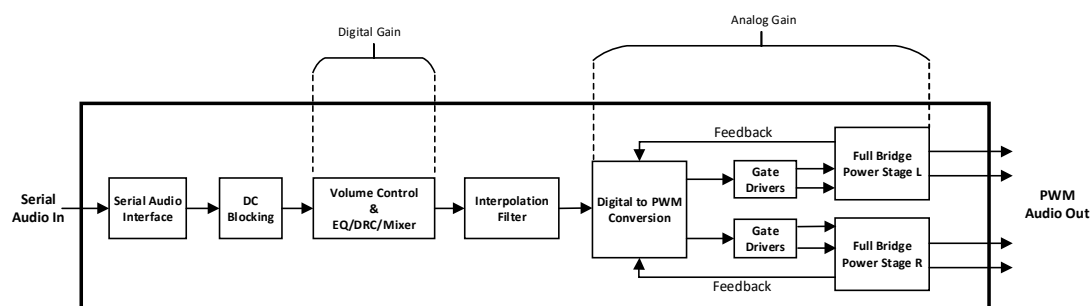 Digital Gain
Analog Gain
Serial
Audio In
Serial Audio
Interface
DC
Blocking
Volume Control
&
EQ/DRC/Mixer
Interpolation
Filter
Digital to PWM
Conversion
Feedback
Gate
Drivers
Full Bridge
Power Stage L
Gate
Drivers
Full Bridge
Power Stage R
Feedback
PWM
Audio Out